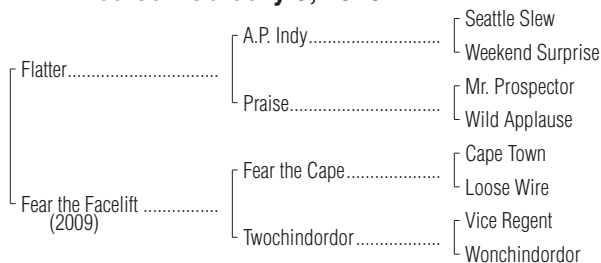 Seattle Slew
A.P. Indy
Weekend Surprise
Flatter
Mr. Prospector
Praise
Wild Applause
Cape Town
Fear the Cape
Loose Wire
Fear the Facelift
(2009)
Vice Regent
Twochindordor
Wonchindordor